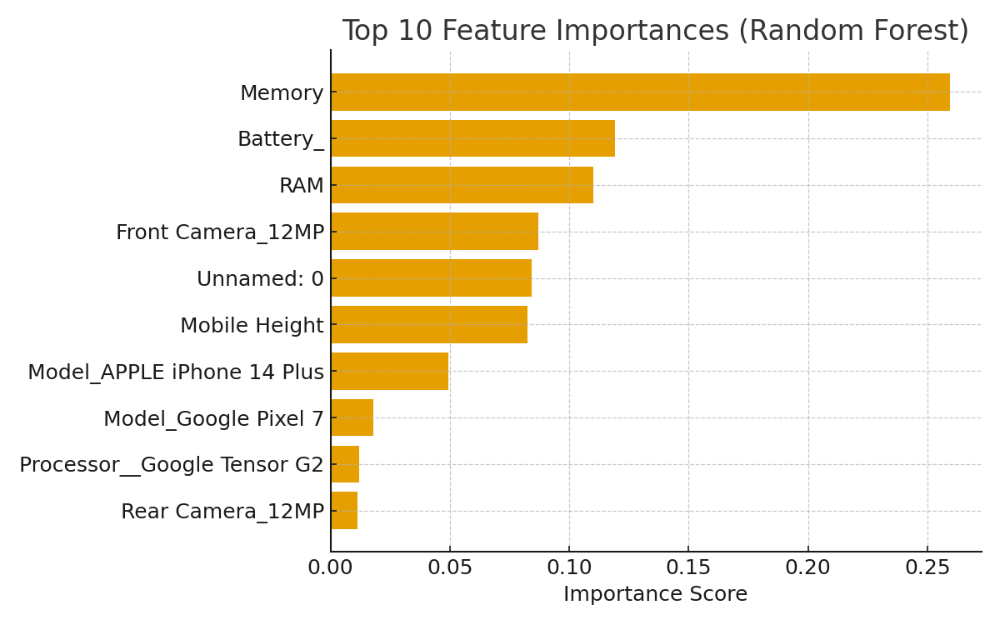 Top 10 Feature Importances (Random Forest)
Memory
Battery_
RAM
Front Camera_12MP
Unnamed: 0
Mobile Height
Model_APPLE iPhone 14 Plus
Model_Google Pixel 7
Processor__Google Tensor G2
Rear Camera_12MP
0.00 0.05 0.10 0.15 0.20 0.25
Importance Score